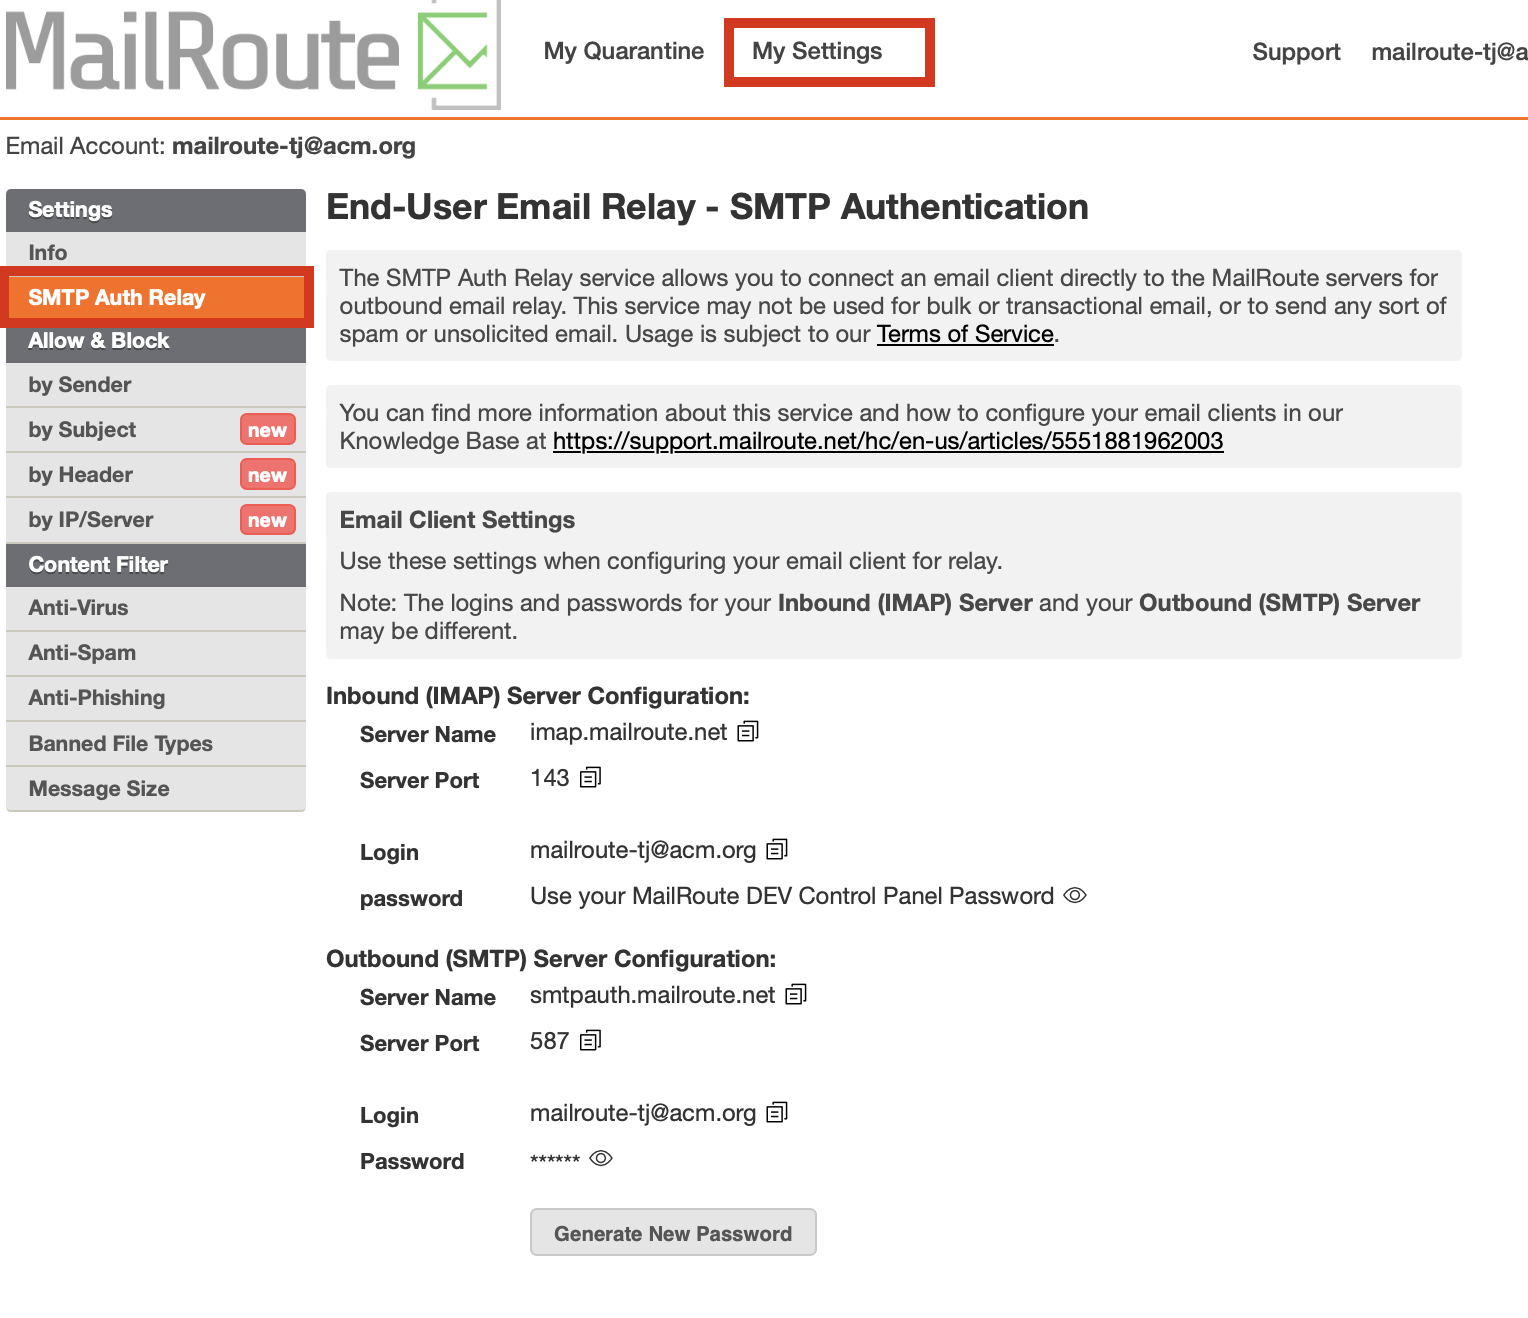 MailRoute
My Quarantine
My Settings
Support
mailroute-tj@a
Email Account: mailroute-tj@acm.org
Settings
Info
SMTP Auth Relay
Allow & Block
by Sender
by Subject new
by Header new
by IP/Server new
Content Filter
Anti-Virus
Anti-Spam
Anti-Phishing
Banned File Types
Message Size
End-User Email Relay - SMTP Authentication
The SMTP Auth Relay service allows you to connect an email client directly to the MailRoute servers for
outbound email relay. This service may not be used for bulk or transactional email, or to send any sort of
spam or unsolicited email. Usage is subject to our Terms of Service.
You can find more information about this service and how to configure your email clients in our
Knowledge Base at https://support.mailroute.net/hc/en-us/articles/5551881962003
Email Client Settings
Use these settings when configuring your email client for relay.
Note: The logins and passwords for your Inbound (IMAP) Server and your Outbound (SMTP) Server
may be different.
Inbound (IMAP) Server Configuration:
Server Name imap.mailroute.net
Server Port 143
Login mailroute-tj@acm.org
password Use your MailRoute DEV Control Panel Password
Outbound (SMTP) Server Configuration:
Server Name smtpauth.mailroute.net
Server Port 587
Login mailroute-tj@acm.org
Password ******
Generate New Password